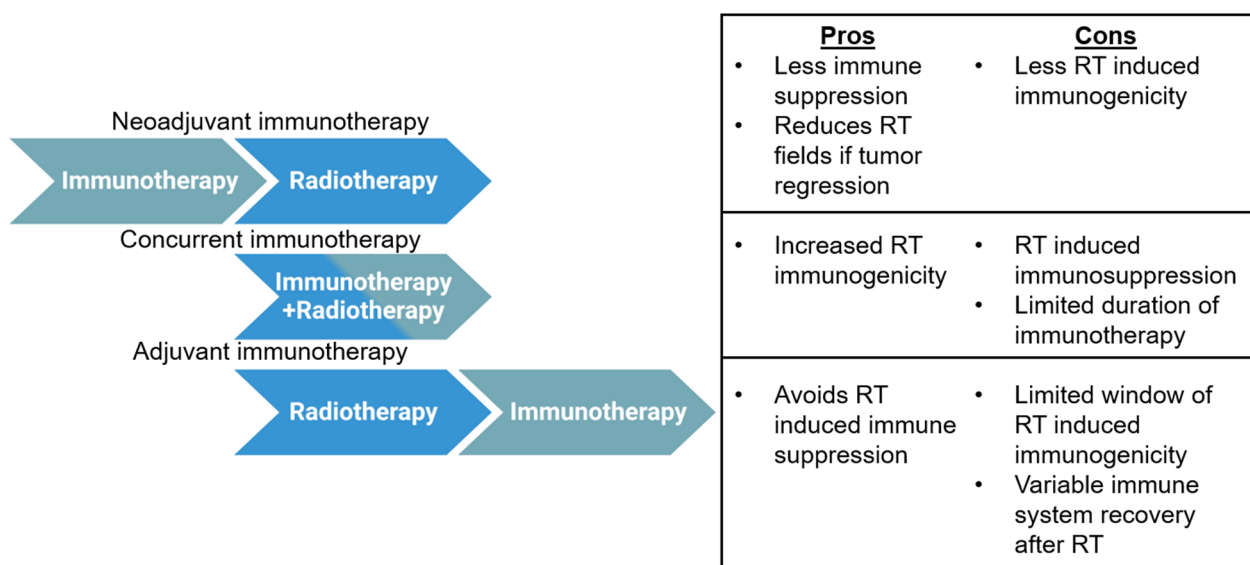 Neoadjuvant immunotherapy
Immunotherapy
Radiotherapy
Concurrent immunotherapy
Immunotherapy
+Radiotherapy
Adjuvant immunotherapy
Radiotherapy
Immunotherapy
Pros
• Less immune
suppression
• Reduces RT
fields if tumor
regression
Cons
• Less RT induced
immunogenicity
• Increased RT
immunogenicity
• RT induced
immunosuppression
• Limited duration of
immunotherapy
• Avoids RT
induced immune
suppression
• Limited window of
RT induced
immunogenicity
• Variable immune
system recovery
after RT